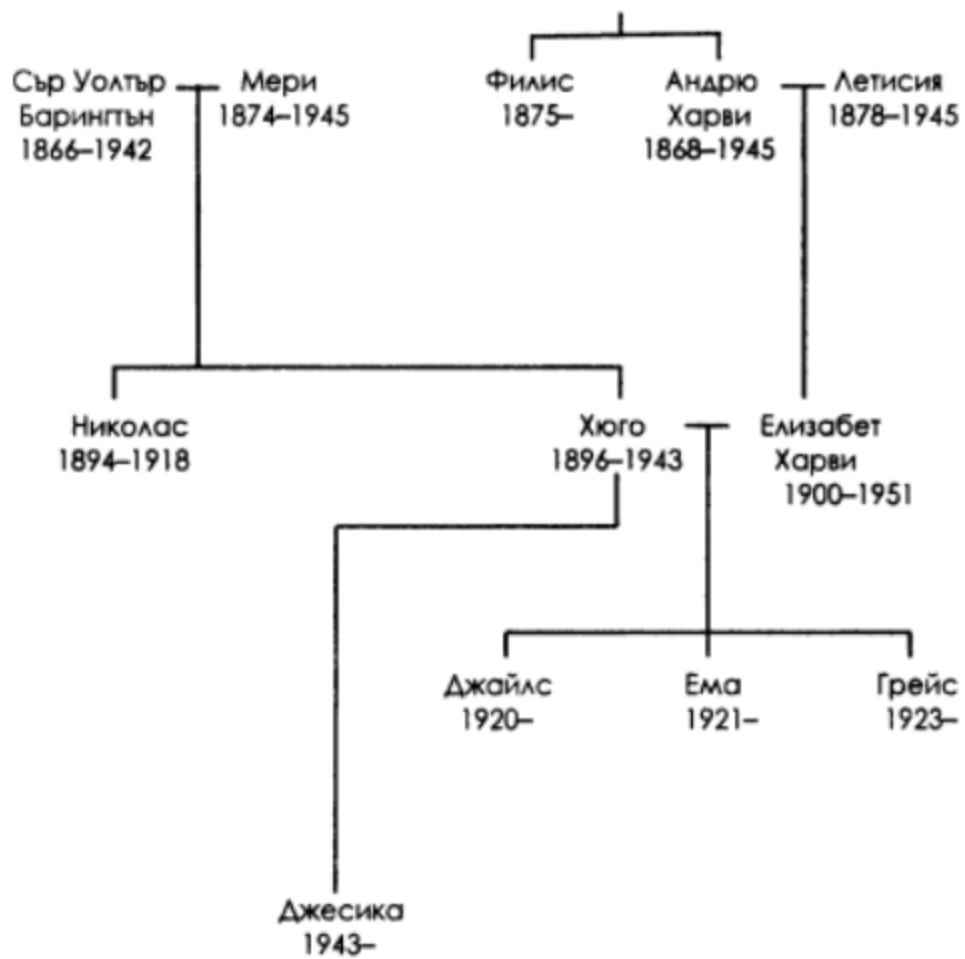 Сър Уолтър
Барингтън
1866–1942
Мери
1874–1945
Филис
1875–
Андрю
Харви
1868–1945
Летисия
1878–1945
Николас
1894–1918
Хюго
1896–1943
Елизабет
Харви
1900–1951
Джайлс
1920–
Ема
1921–
Грейс
1923–
Джесика
1943–